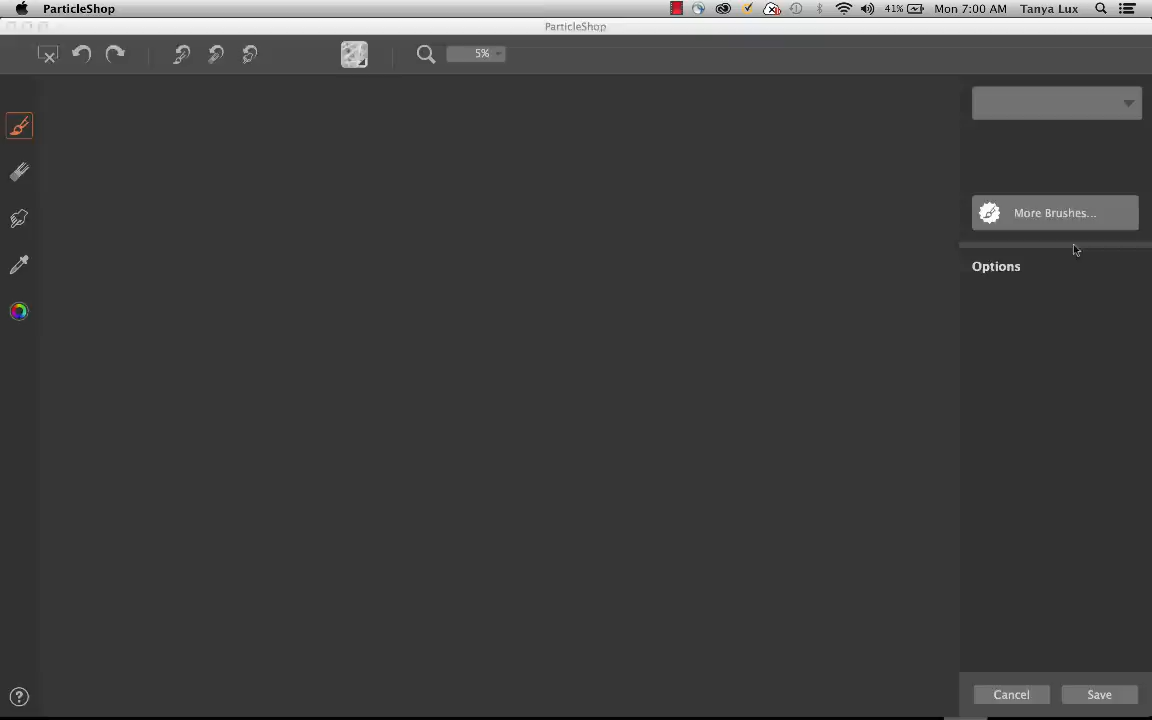 ParticleShop
41%
Mon 7:00 AM
Tanya Lux
ParticleShop
5%
More Brushes...
Options
?
Cancel
Save